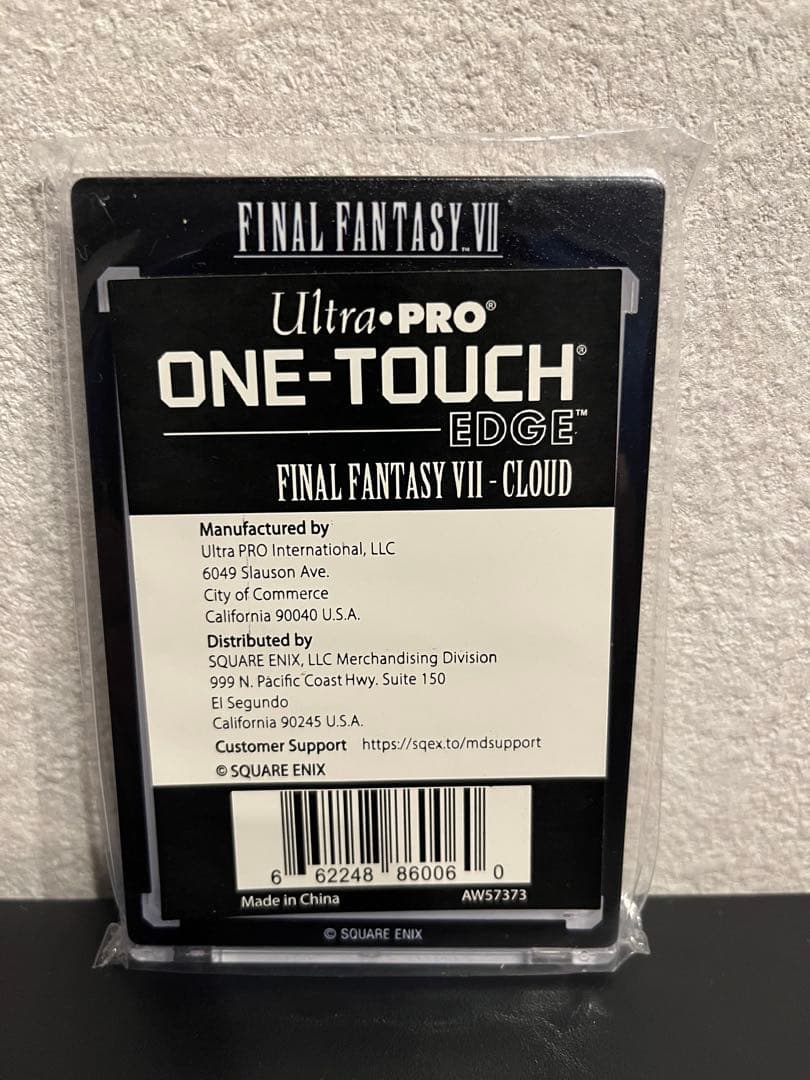 FINAL FANTASY™ VII
Ultra•PRO®
ONE-TOUCH®
EDGE™
FINAL FANTASY VII - CLOUD
Manufactured by
Ultra PRO International, LLC
6049 Slauson Ave.
City of Commerce
California 90040 U.S.A.
Distributed by
SQUARE ENIX, LLC Merchandising Division
999 N. Pacific Coast Hwy. Suite 150
El Segundo
California 90245 U.S.A.
Customer Support https://sqex.to/mdsupport
© SQUARE ENIX
6 62248 86006 0
Made in China AW57373
© SQUARE ENIX